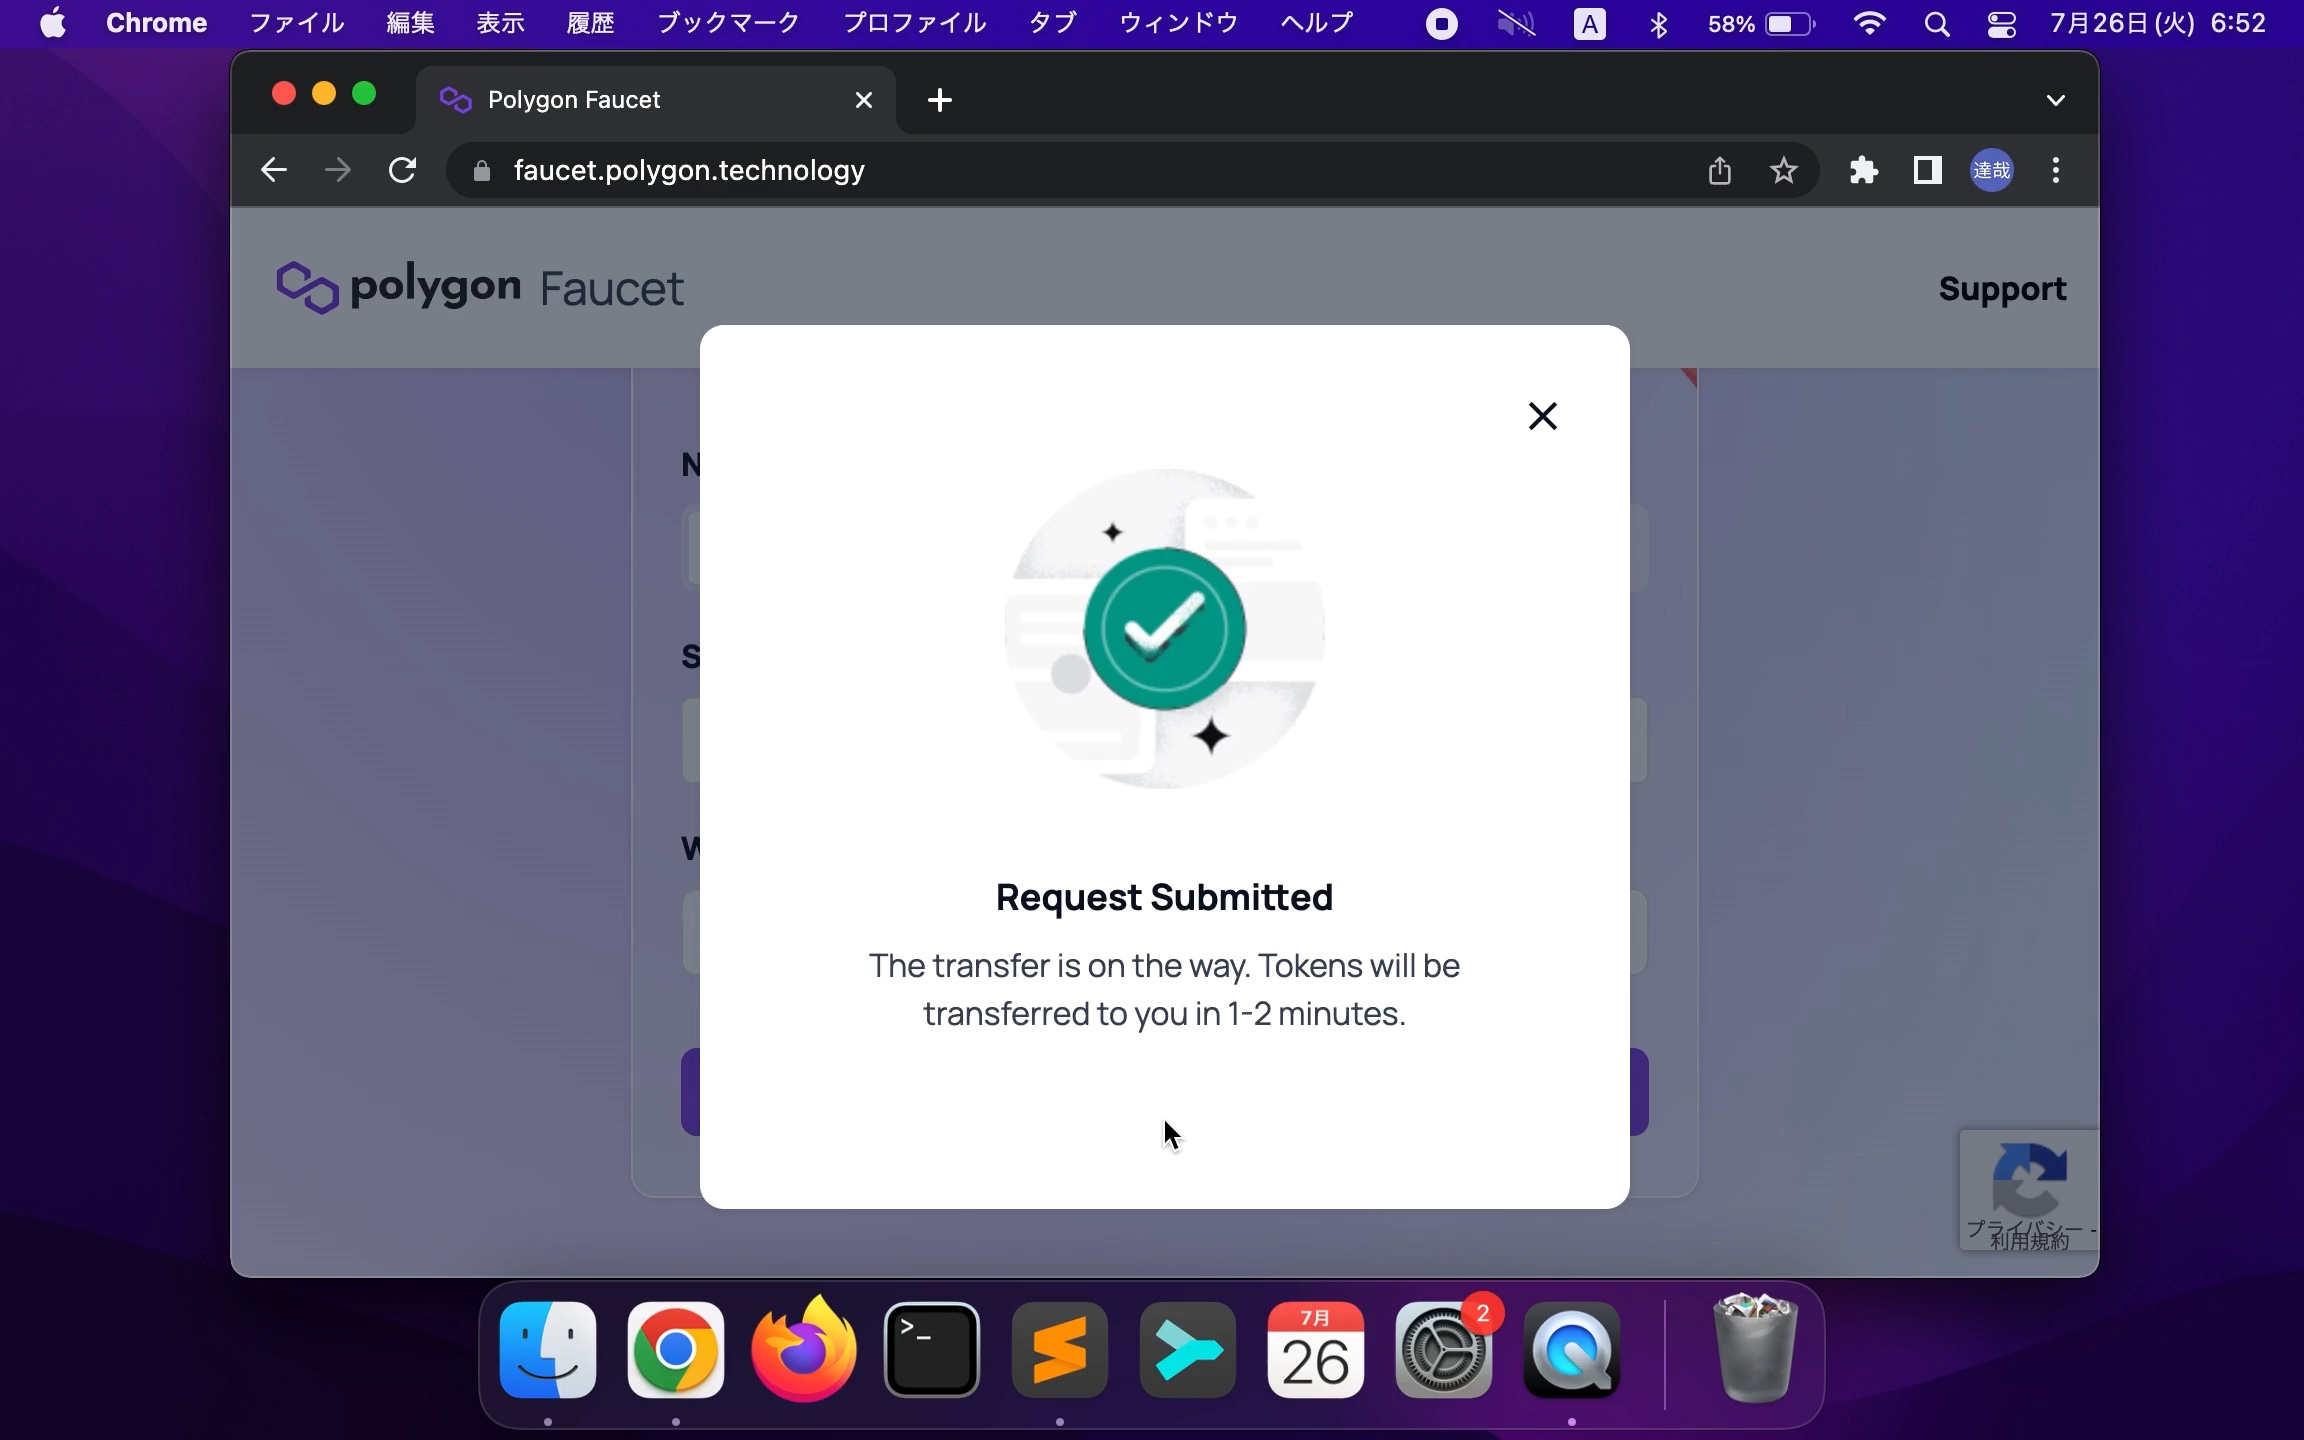 Chrome ファイル 編集 表示 履歴 ブックマーク プロファイル タブ ウィンドウ ヘルプ A 58% 7月26日(火) 6:52
Polygon Faucet
faucet.polygon.technology 達哉
polygon Faucet Support
N
S
W
Request Submitted
The transfer is on the way. Tokens will be
transferred to you in 1-2 minutes.
プライバシー -
利用規約
>_
7月
26
2